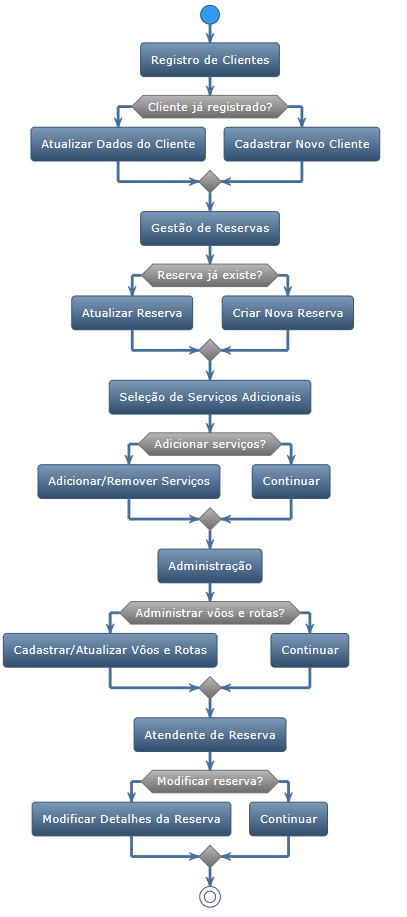 Registro de Clientes
Cliente já registrado?
Atualizar Dados do Cliente
Cadastrar Novo Cliente
Gestão de Reservas
Reserva já existe?
Atualizar Reserva
Criar Nova Reserva
Seleção de Serviços Adicionais
Adicionar serviços?
Adicionar/Remover Serviços
Continuar
Administração
Administrar vôos e rotas?
Cadastrar/Atualizar Vôos e Rotas
Continuar
Atendente de Reserva
Modificar reserva?
Modificar Detalhes da Reserva
Continuar